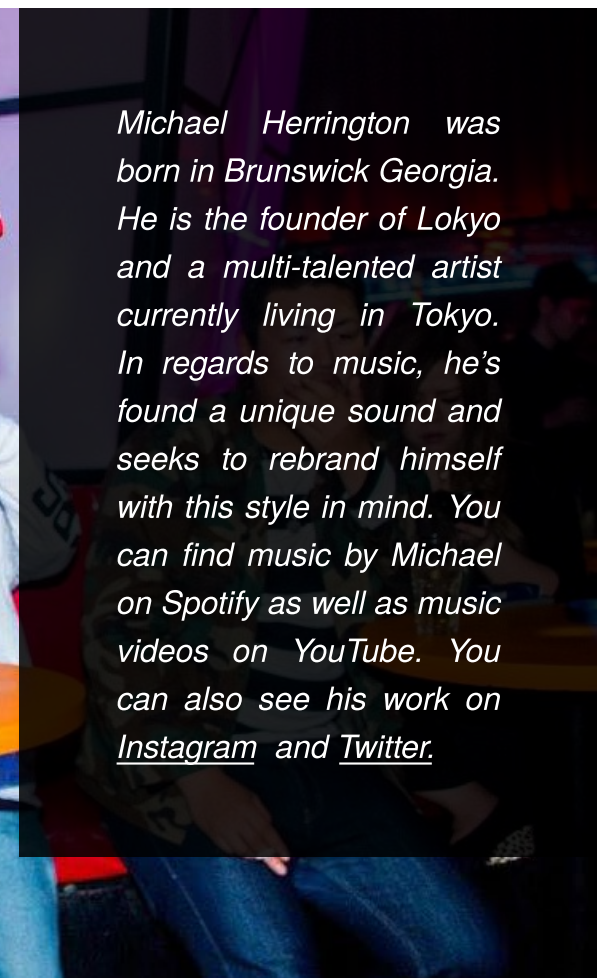 Michael Herrington was
born in Brunswick Georgia.
He is the founder of Lokyo
and a multi-talented artist
currently living in Tokyo.
In regards to music, he’s
found a unique sound and
seeks to rebrand himself
with this style in mind. You
can find music by Michael
on Spotify as well as music
videos on YouTube. You
can also see his work on
Instagram and Twitter.